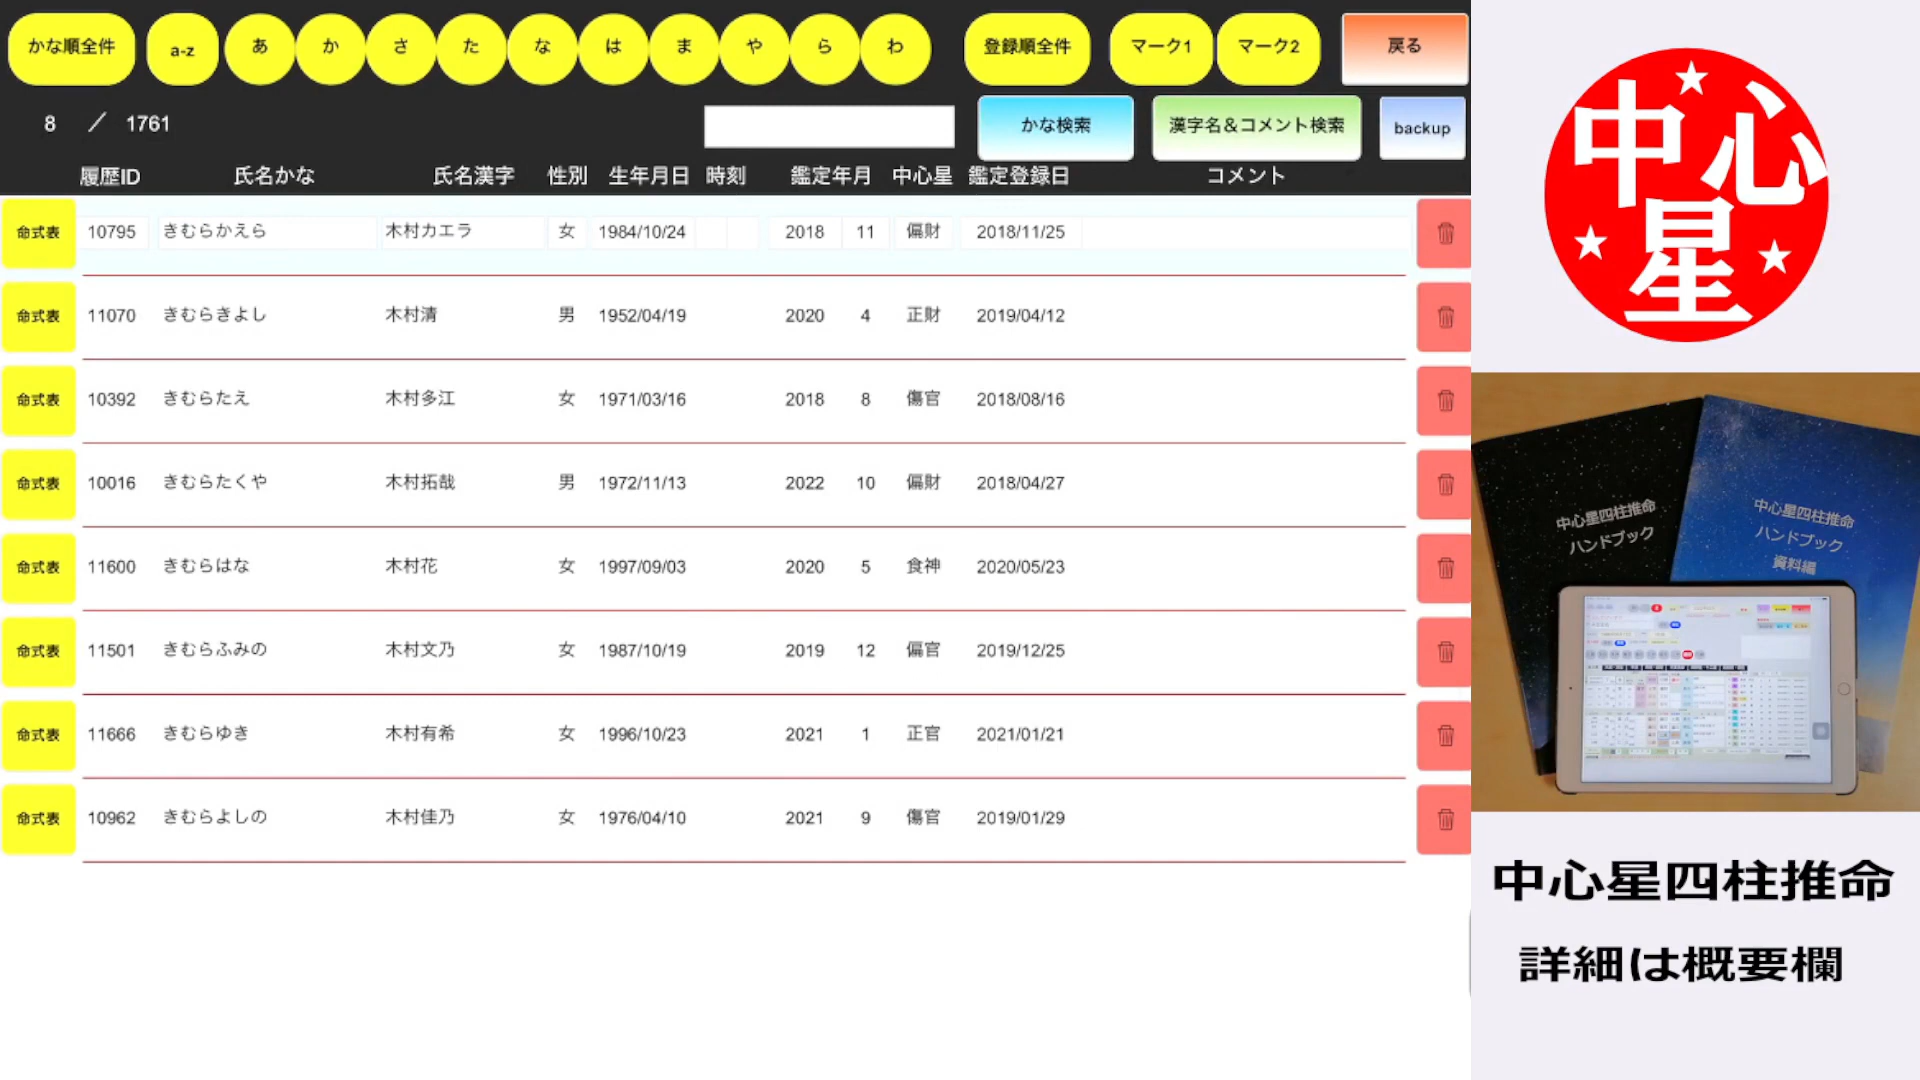 かな順全件 a-z あ か さ た な は ま や ら わ 登録順全件 マーク1 マーク2 戻る
8 / 1761 かな検索 漢字名＆コメント検索 backup
履歴ID 氏名かな 氏名漢字 性別 生年月日 時刻 鑑定年月 中心星 鑑定登録日 コメント
命式表 10795 きむらかえら 木村カエラ 女 1984/10/24 2018 11 偏財 2018/11/25
命式表 11070 きむらきよし 木村清 男 1952/04/19 2020 4 正財 2019/04/12
命式表 10392 きむらたえ 木村多江 女 1971/03/16 2018 8 傷官 2018/08/16
命式表 10016 きむらたくや 木村拓哉 男 1972/11/13 2022 10 偏財 2018/04/27
命式表 11600 きむらはな 木村花 女 1997/09/03 2020 5 食神 2020/05/23
命式表 11501 きむらふみの 木村文乃 女 1987/10/19 2019 12 偏官 2019/12/25
命式表 11666 きむらゆき 木村有希 女 1996/10/23 2021 1 正官 2021/01/21
命式表 10962 きむらよしの 木村佳乃 女 1976/04/10 2021 9 傷官 2019/01/29
中心
星
中心星四柱推命
ハンドブック
中心星四柱推命
ハンドブック
資料編
中心星四柱推命
詳細は概要欄